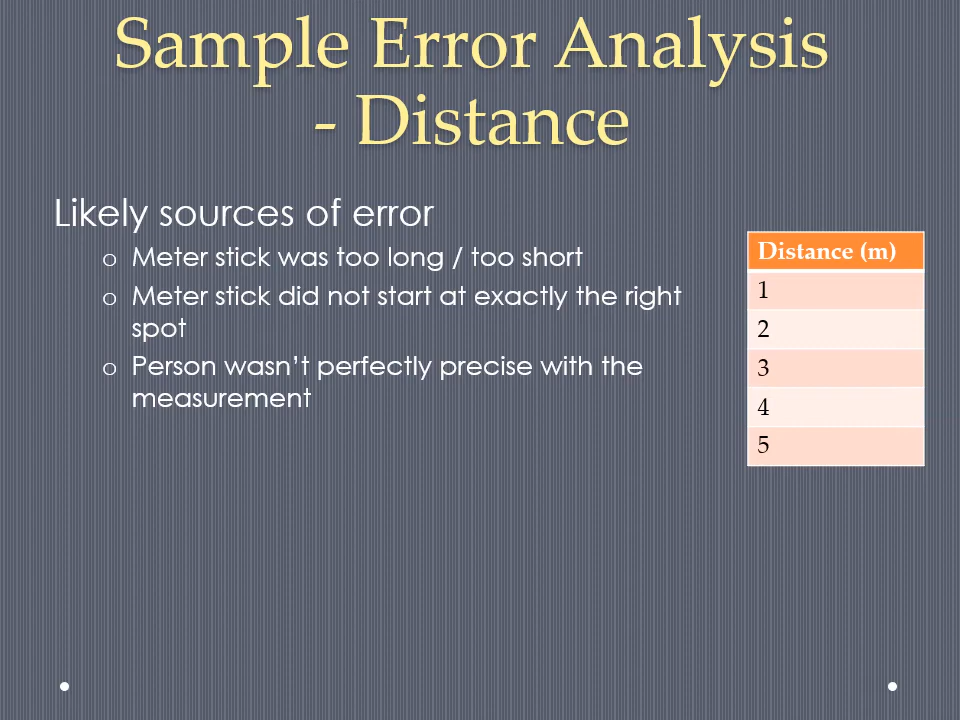 Sample Error Analysis
- Distance
Likely sources of error
o Meter stick was too long / too short
o Meter stick did not start at exactly the right
spot
o Person wasn’t perfectly precise with the
measurement
Distance (m)
1
2
3
4
5